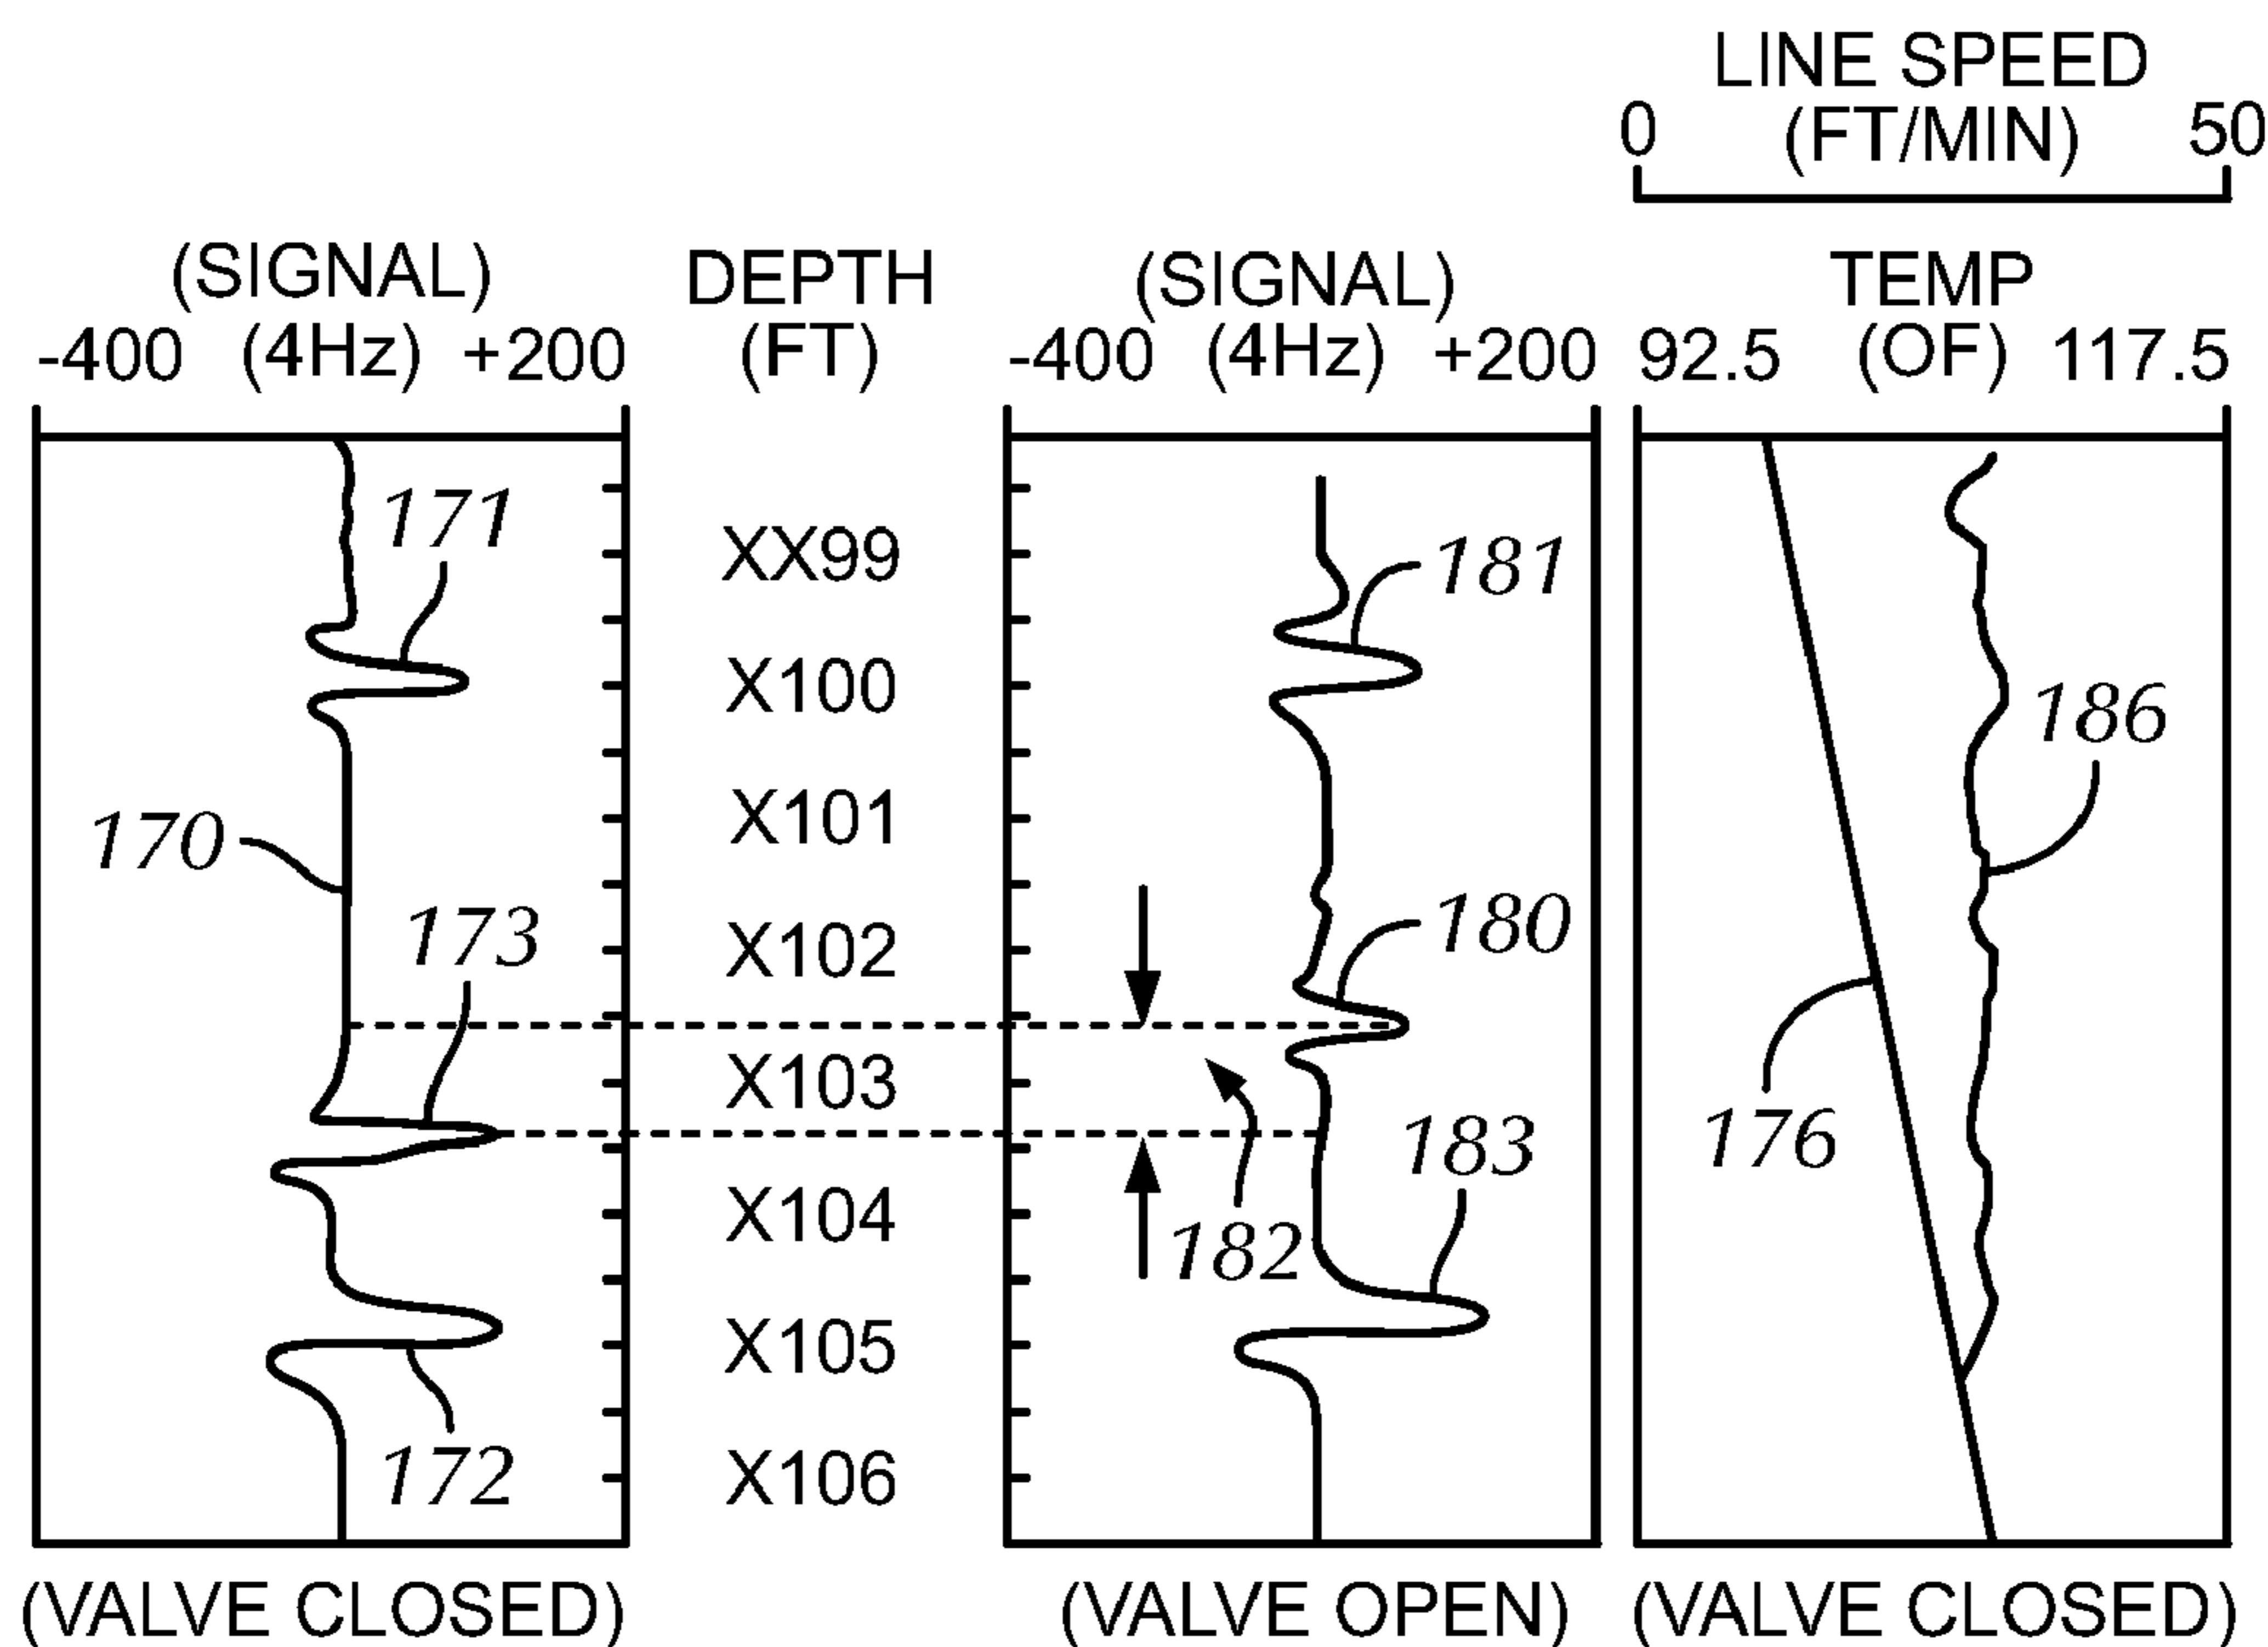 LINE SPEED
0 (FT/MIN) 50
(SIGNAL) DEPTH (SIGNAL) TEMP
-400 (4Hz) +200 (FT) -400 (4Hz) +200 92.5 (OF) 117.5
171
XX99
181
X100
186
170
X101
173
X102
180
X103
176
183
X104
182
X105
172
X106
(VALVE CLOSED) (VALVE OPEN) (VALVE CLOSED)